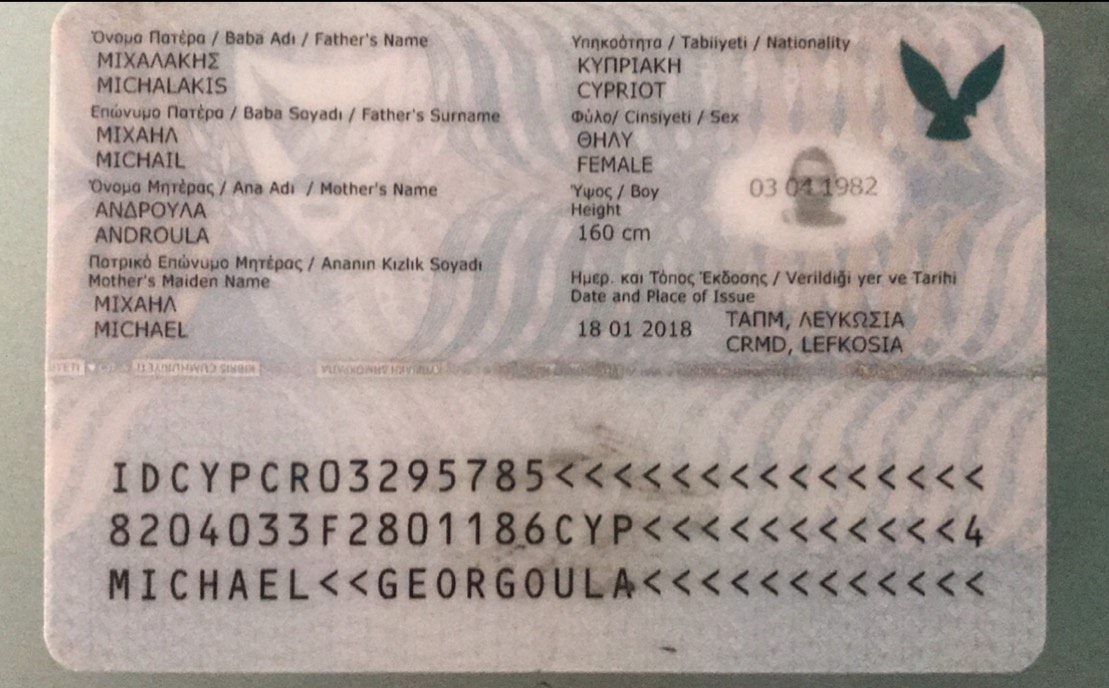 Όνομα Πατέρα / Baba Adı / Father's Name
ΜΙΧΑΛΑΚΗΣ
MICHALAKIS
Επώνυμο Πατέρα / Baba Soyadı / Father's Surname
ΜΙΧΑΗΛ
MICHAIL
Όνομα Μητέρας / Ana Adı / Mother's Name
ΑΝΔΡΟΥΛΑ
ANDROULA
Πατρικό Επώνυμο Μητέρας / Ananın Kızlık Soyadı
Mother's Maiden Name
ΜΙΧΑΗΛ
MICHAEL
Υπηκοότητα / Tabiiyeti / Nationality
ΚΥΠΡΙΑΚΗ
CYPRIOT
Φύλο/ Cinsiyeti / Sex
ΘΗΛΥ
FEMALE
Ύψος / Boy
Height
160 cm
03 04 1982
Ημερ. και Τόπος Έκδοσης / Verildiği yer ve Tarihi
Date and Place of Issue
18 01 2018
ΤΑΠΜ, ΛΕΥΚΩΣΙΑ
CRMD, LEFKOSIA
IDCYPCR03295785<<<<<<<<<<<<<<<
8204033F2801186CYP<<<<<<<<<<<4
MICHAEL<<GEORGOULA<<<<<<<<<<<<